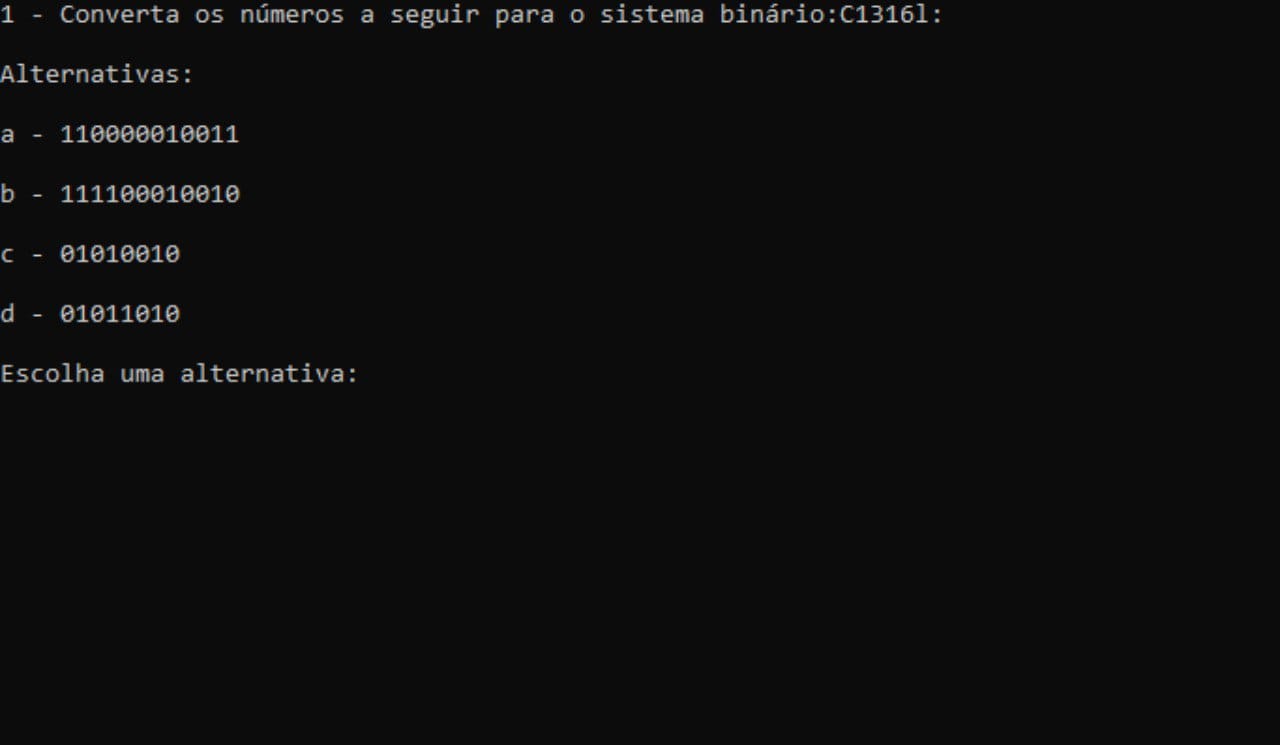 1 - Converta os números a seguir para o sistema binário:C1316l:
Alternativas:
a - 110000010011
b - 111100010010
c - 01010010
d - 01011010
Escolha uma alternativa: